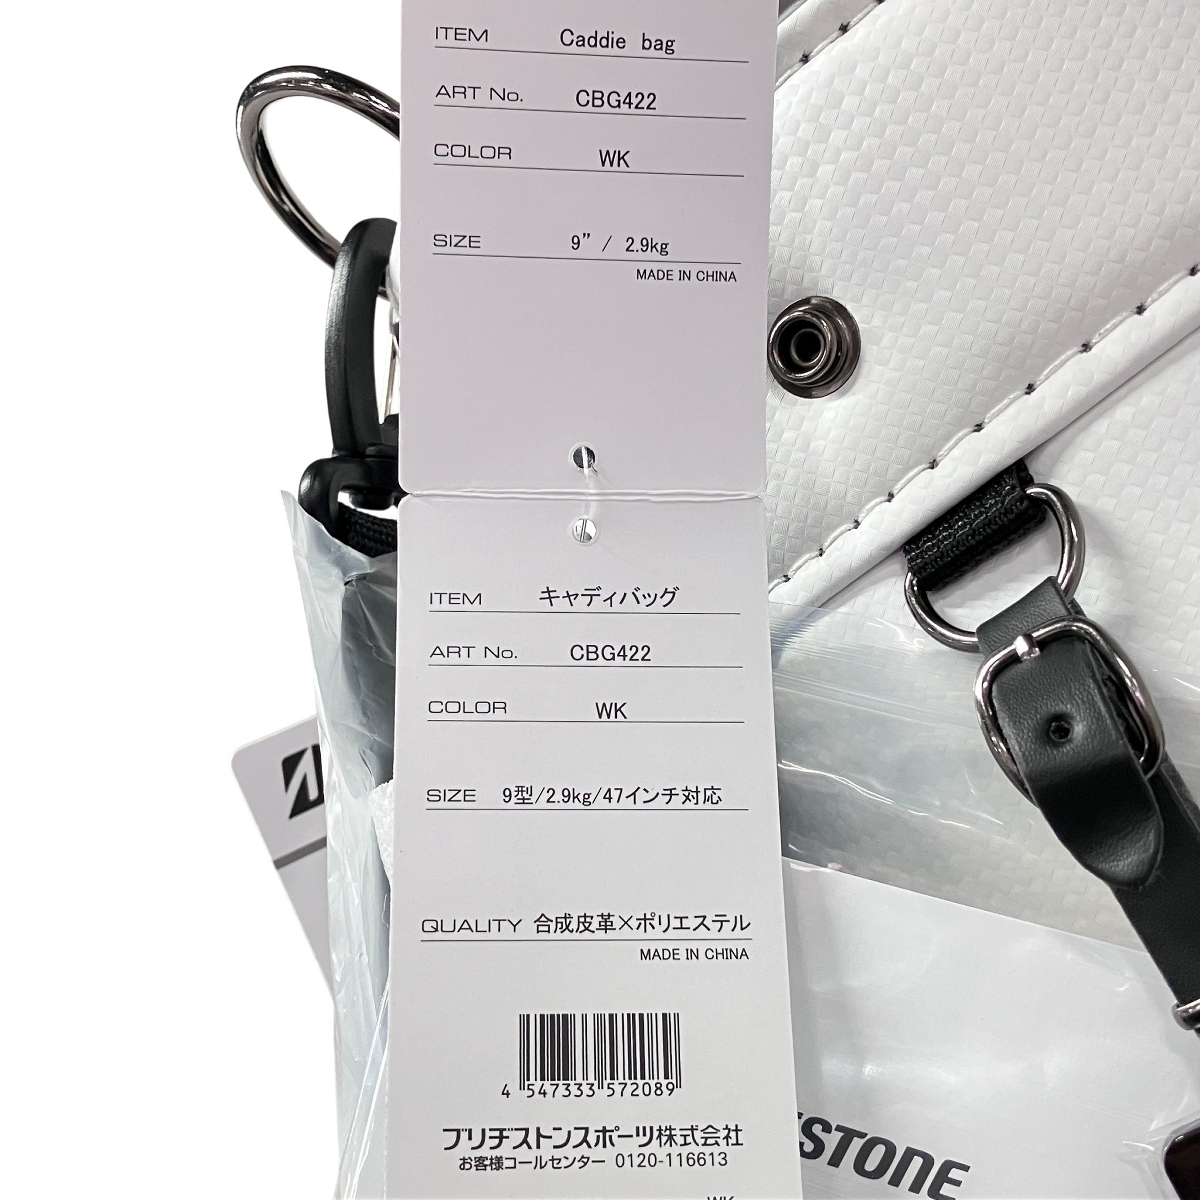 ITEM Caddie bag
ART No. CBG422
COLOR WK
SIZE 9” / 2.9kg
MADE IN CHINA
ITEM キャディバッグ
ART No. CBG422
COLOR WK
SIZE 9型/2.9kg/47インチ対応
QUALITY 合成皮革×ポリエステル
MADE IN CHINA
4 547333 572089
ブリヂストンスポーツ株式会社
お客様コールセンター 0120-116613
STONE
WK